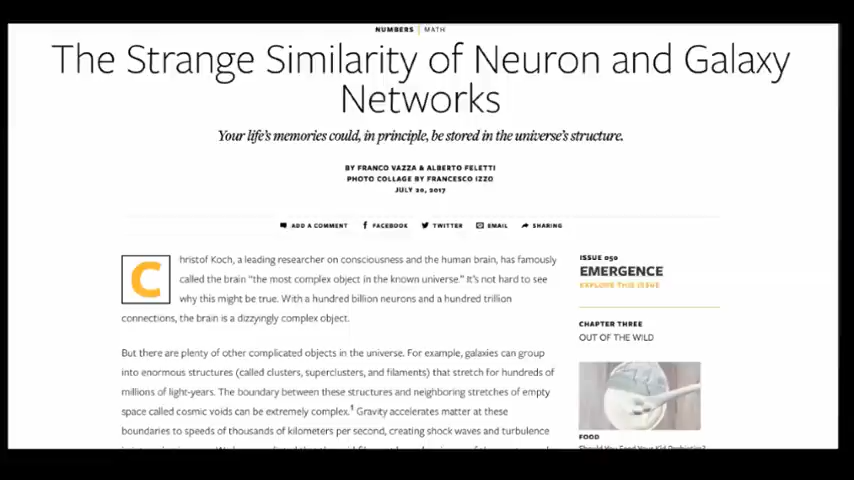 NUMBERS | MATH
The Strange Similarity of Neuron and Galaxy
Networks
Your life's memories could, in principle, be stored in the universe's structure.
BY FRANCO VAZZA & ALBERTO FELETTI
PHOTO COLLAGE BY FRANCESCO IZZO
JULY 20, 2017
ADD A COMMENT FACEBOOK TWITTER EMAIL SHARING
Christof Koch, a leading researcher on consciousness and the human brain, has famously
called the brain “the most complex object in the known universe.” It's not hard to see
why this might be true. With a hundred billion neurons and a hundred trillion
connections, the brain is a dizzyingly complex object.
But there are plenty of other complicated objects in the universe. For example, galaxies can group
into enormous structures (called clusters, superclusters, and filaments) that stretch for hundreds of
millions of light-years. The boundary between these structures and neighboring stretches of empty
space called cosmic voids can be extremely complex.1 Gravity accelerates matter at these
boundaries to speeds of thousands of kilometers per second, creating shock waves and turbulence
ISSUE 050
EMERGENCE
EXPLORE THIS ISSUE
CHAPTER THREE
OUT OF THE WILD
FOOD
Should You Feed Your Kid Probiotics?